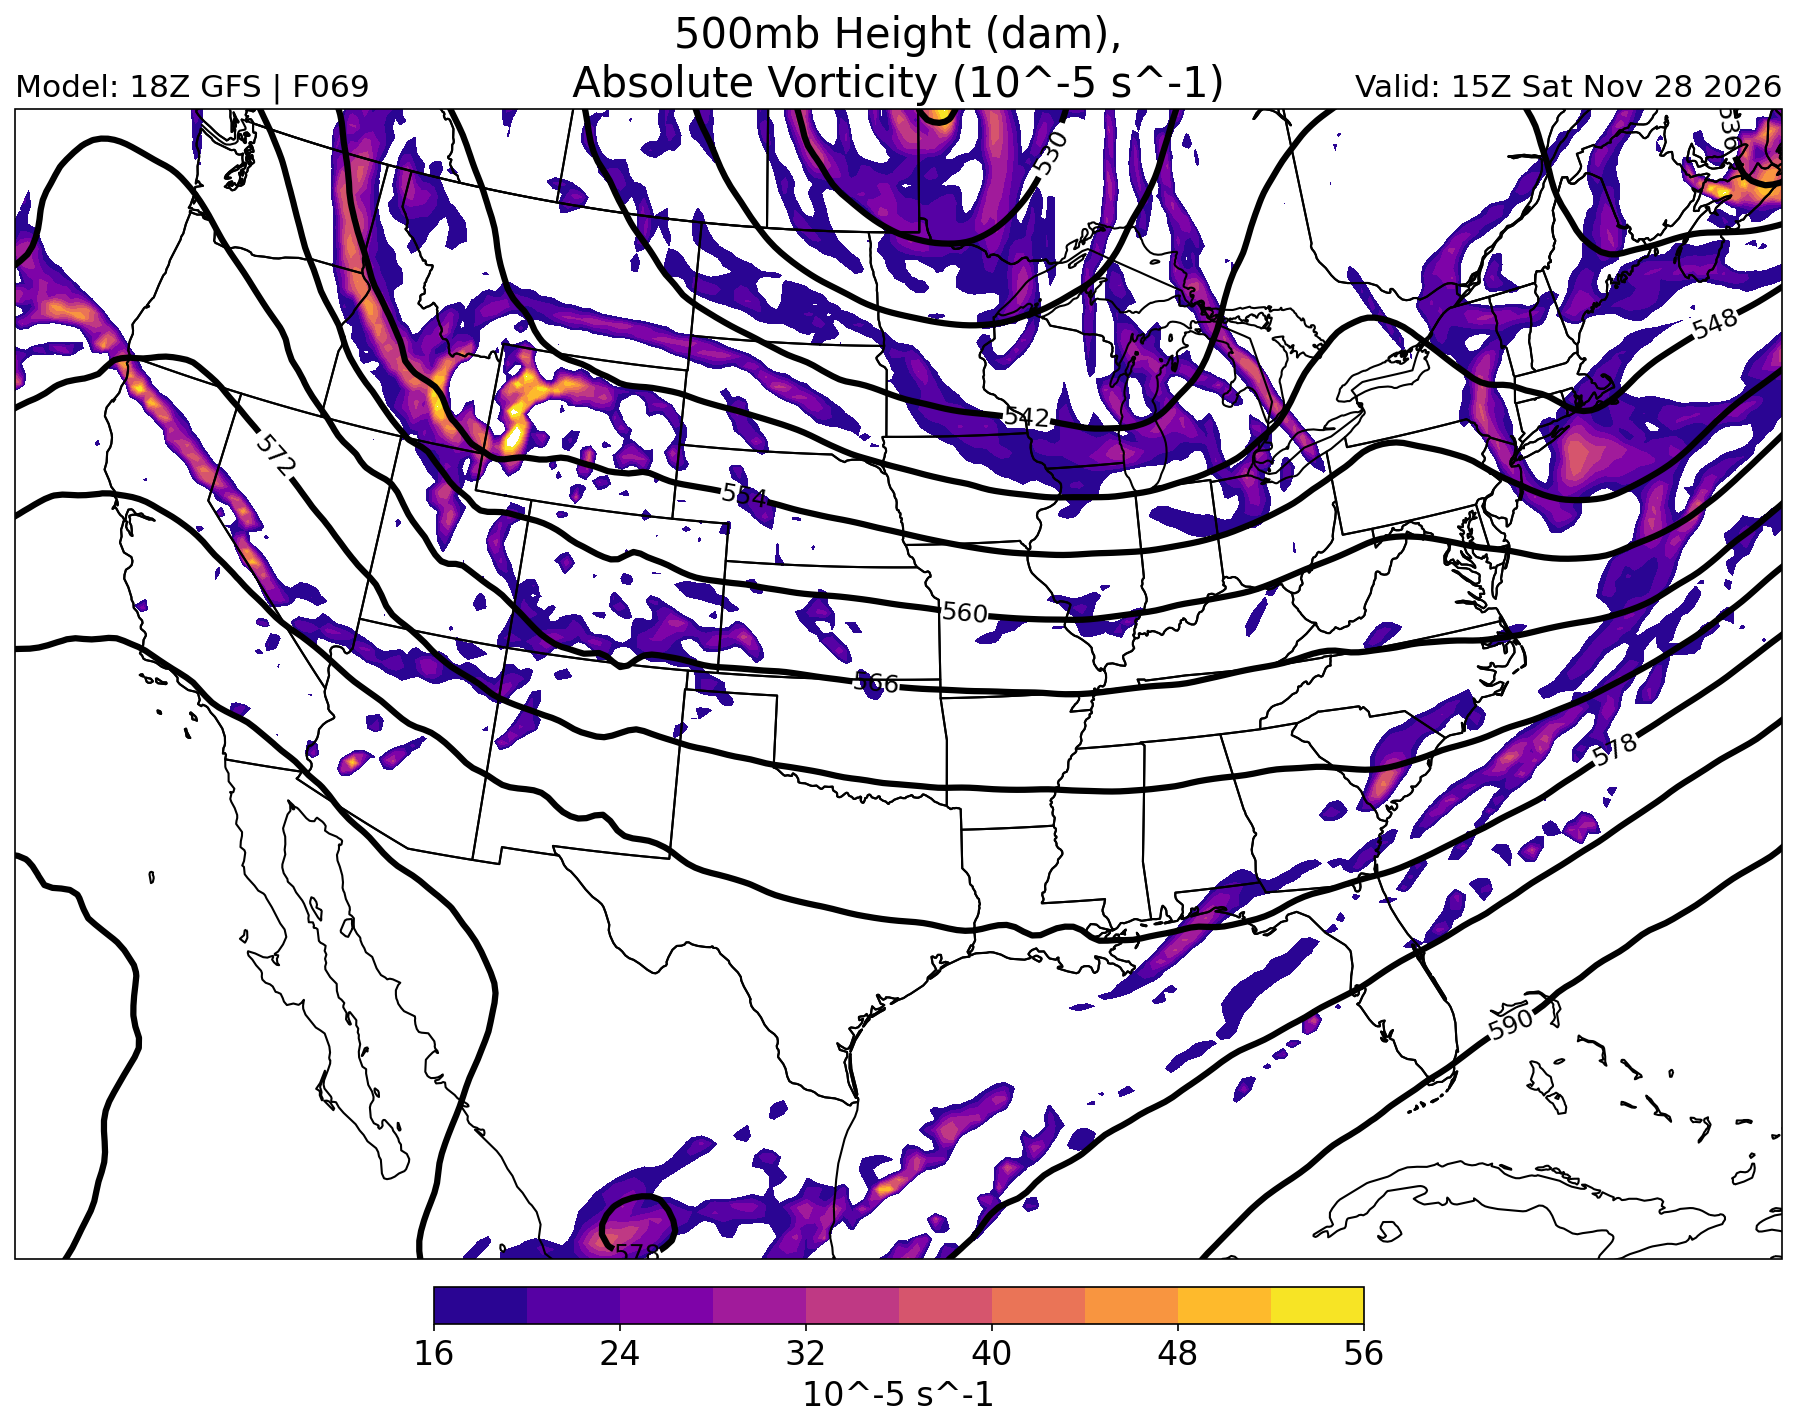 500mb Height (dam),
Absolute Vorticity (10^-5 s^-1)
Model: 18Z GFS | F069
Valid: 15Z Sat Nov 28 2026
530
536
548
542
572
554
560
566
578
590
578
16 24 32 40 48 56
10^-5 s^-1